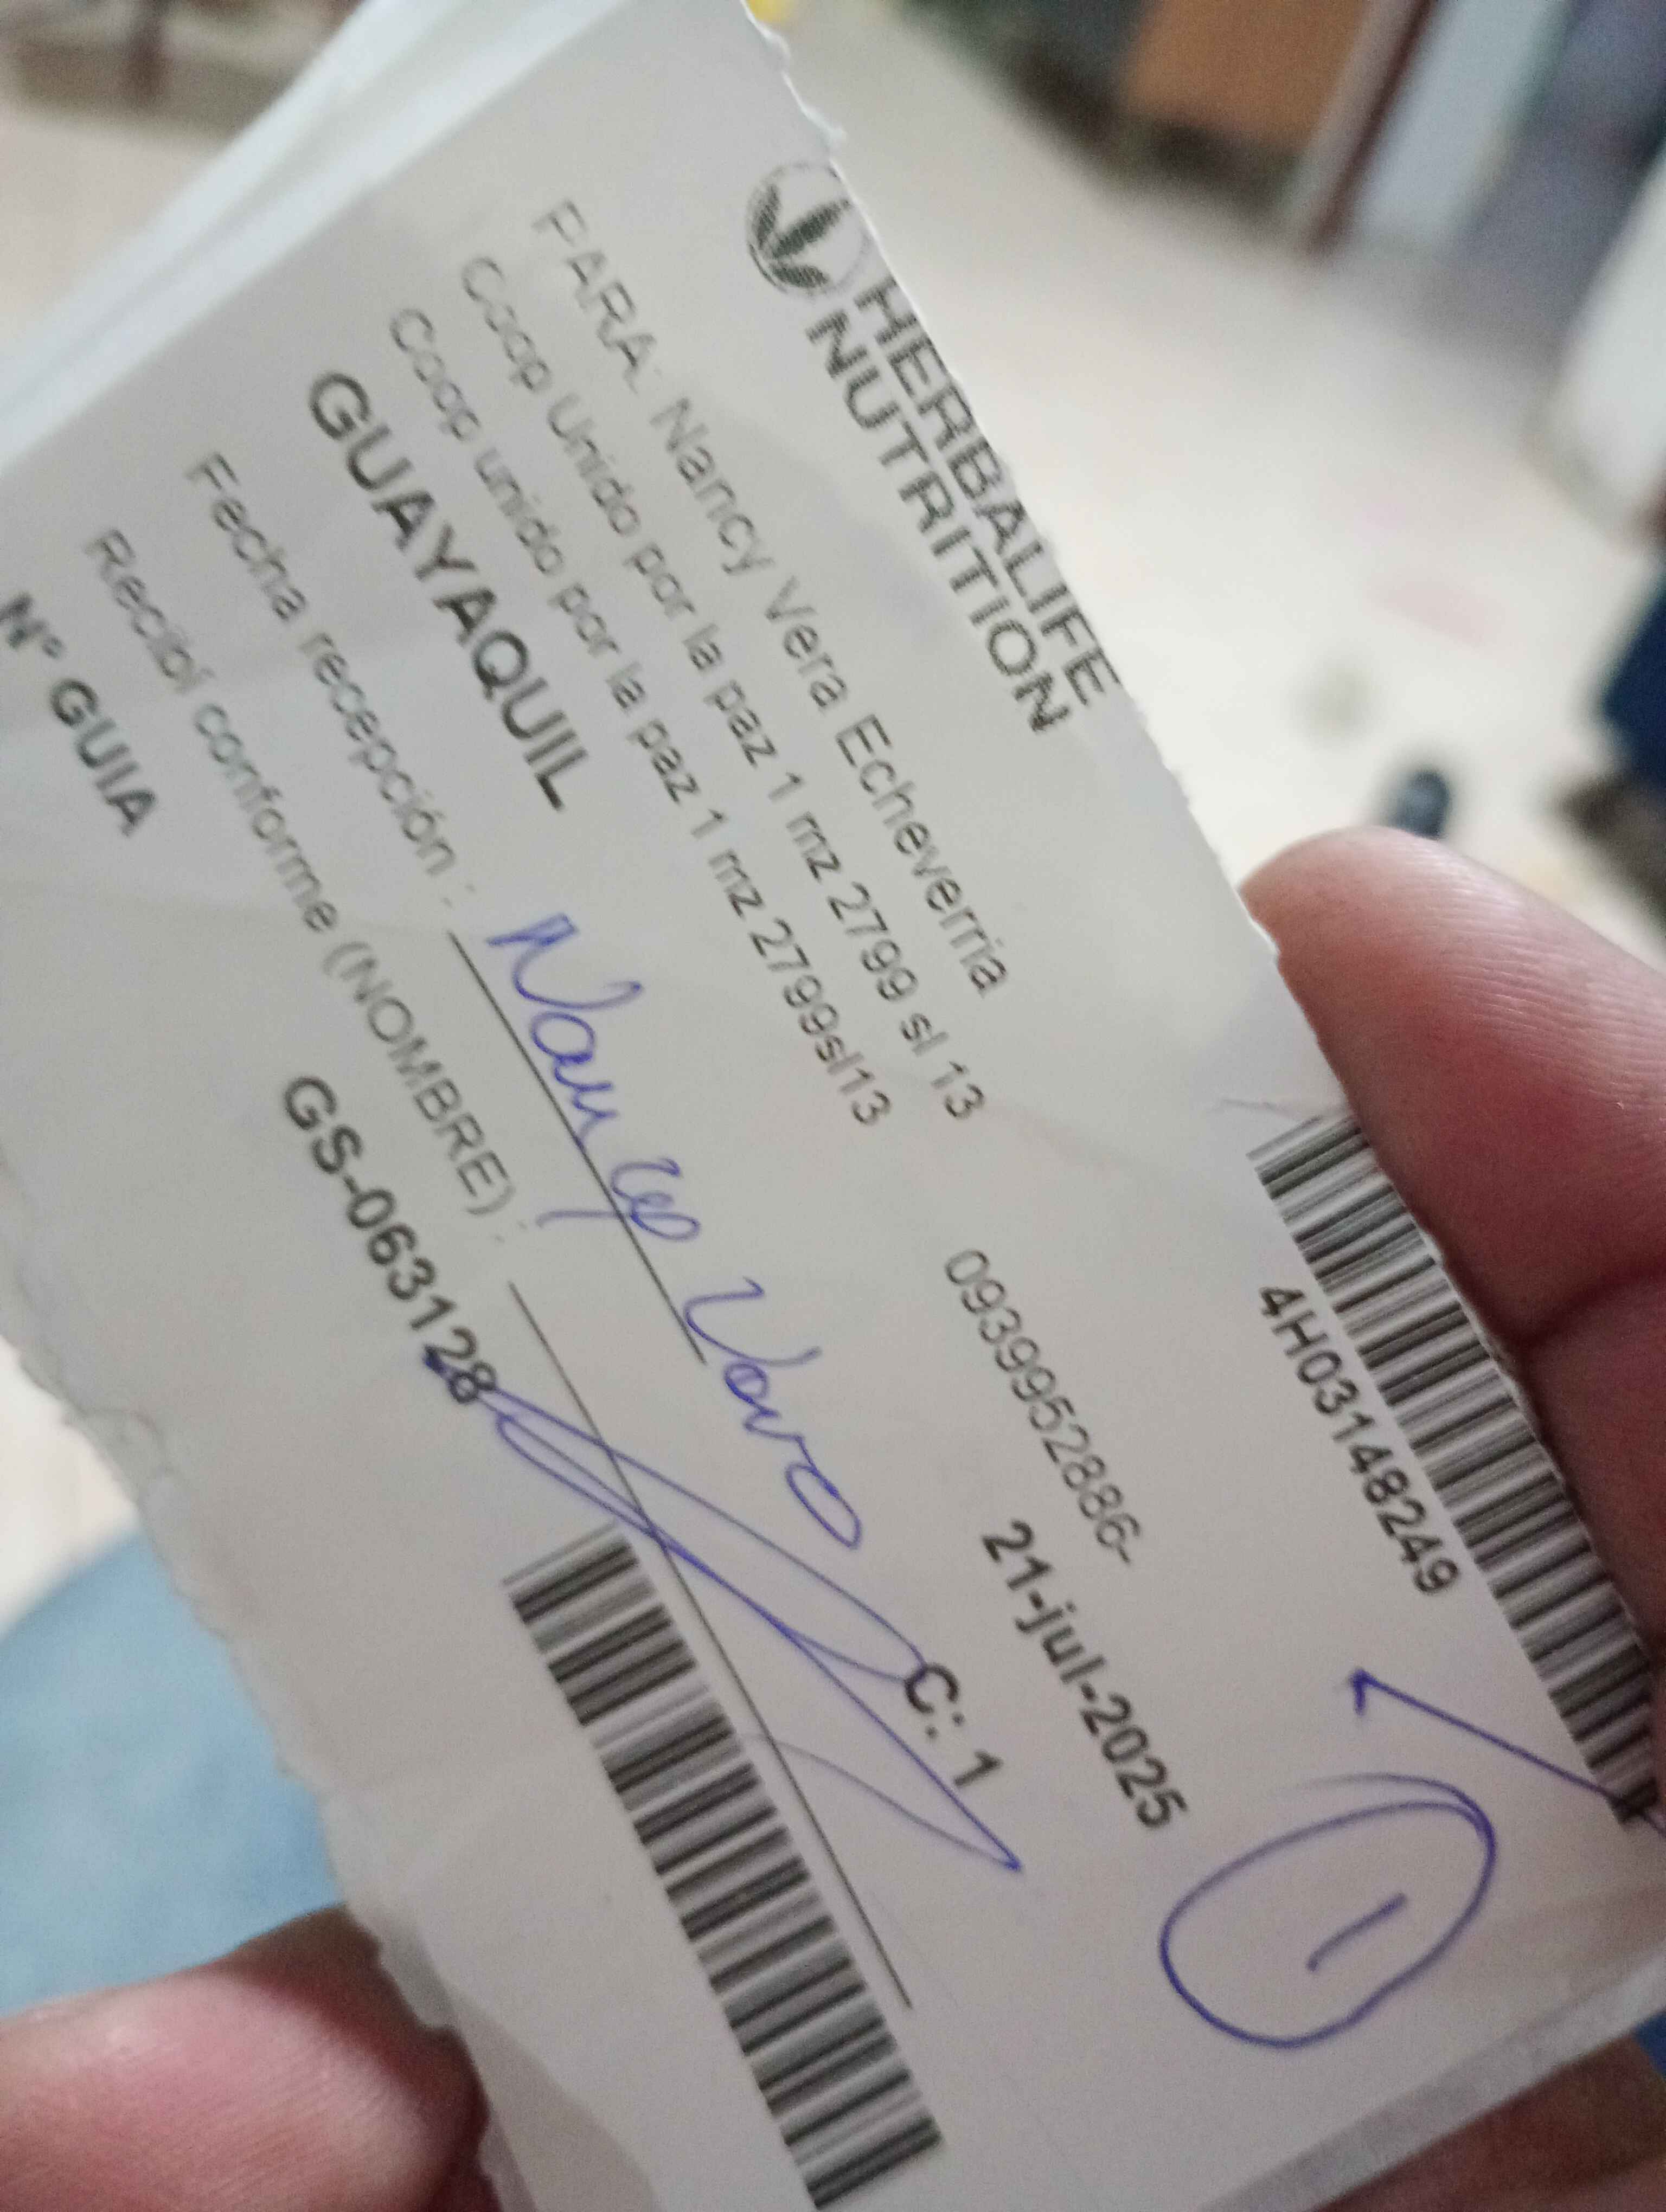 HERBALIFE
NUTRITION
4H03148249
PARA: Nancy Vera Echeverria
Coop Unido por la paz 1 mz 2799 sl 13
0939952886-
Coop unido por la paz 1 mz 2799sl13
GUAYAQUIL
21-jul-2025
1
Fecha recepción :
Recibí conforme (NOMBRE) :
C: 1
N° GUIA
GS-063128